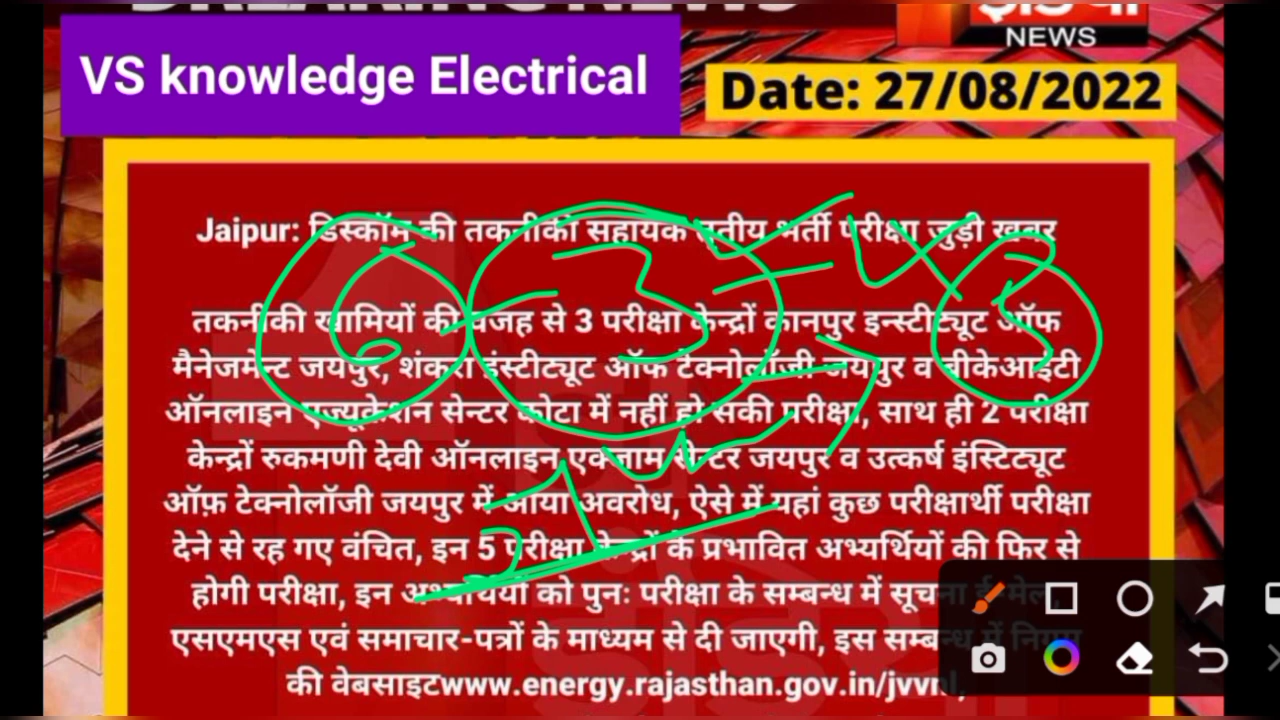 BREAKING NEWS
इंडिया
NEWS
VS knowledge Electrical
Date: 27/08/2022
Jaipur: डिस्कॉम की तकनीकी सहायक तृतीय भर्ती परीक्षा जुड़ी खबर
तकनीकी खामियों की वजह से 3 परीक्षा केन्द्रों कानपुर इन्स्टीट्यूट ऑफ
मैनेजमेन्ट जयपुर, शंकरा इंस्टीट्यूट ऑफ टेक्नोलॉजी जयपुर व वीकेआईटी
ऑनलाइन एज्यूकेशन सेन्टर कोटा में नहीं हो सकी परीक्षा, साथ ही 2 परीक्षा
केन्द्रों रुकमणी देवी ऑनलाइन एक्जाम सेन्टर जयपुर व उत्कर्ष इंस्टिट्यूट
ऑफ़ टेक्नोलॉजी जयपुर में आया अवरोध, ऐसे में यहां कुछ परीक्षार्थी परीक्षा
देने से रह गए वंचित, इन 5 परीक्षा केन्द्रों के प्रभावित अभ्यर्थियों की फिर से
होगी परीक्षा, इन अभ्यर्थियों को पुनः परीक्षा के सम्बन्ध में सूचना ई-मेल,
एसएमएस एवं समाचार-पत्रों के माध्यम से दी जाएगी, इस सम्बन्ध में निगम
की वेबसाइटwww.energy.rajasthan.gov.in/jvvnl,